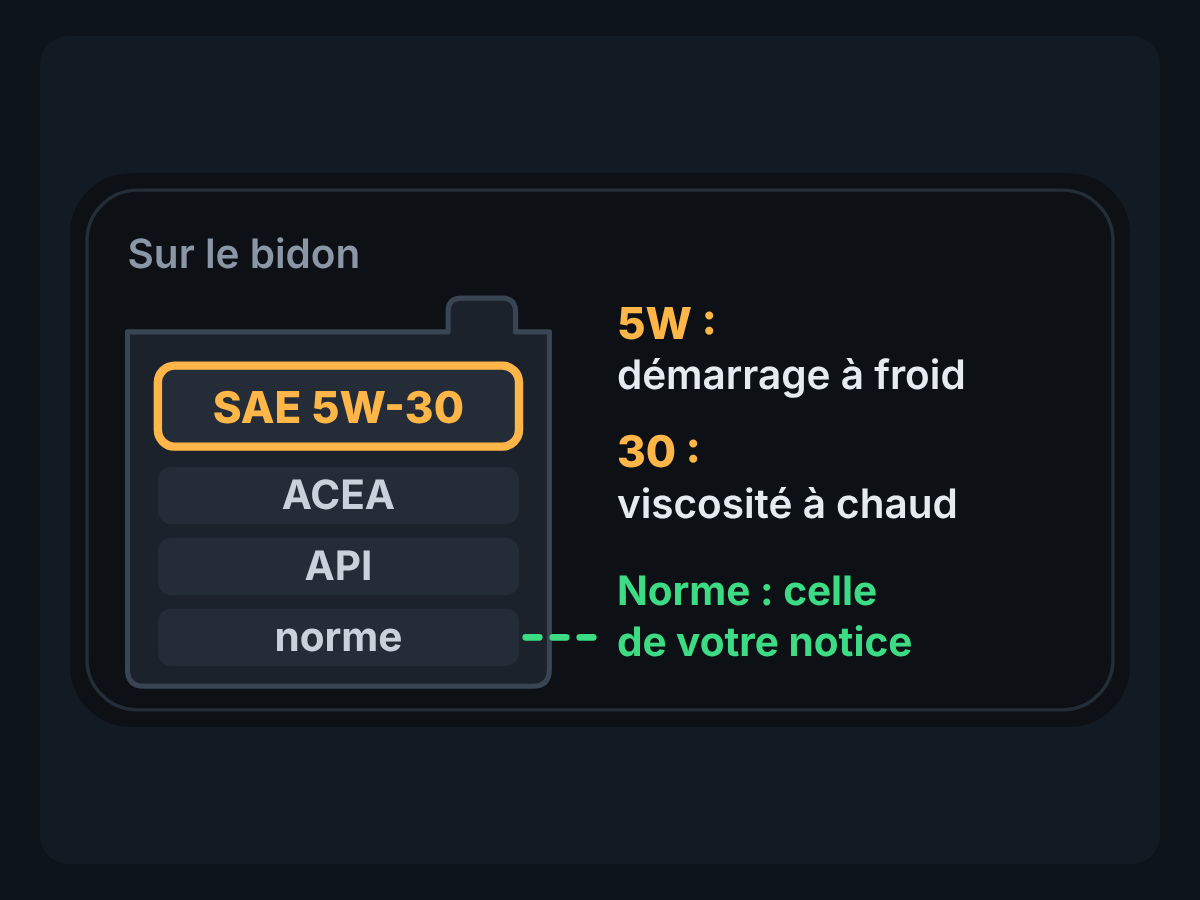 Sur le bidon
SAE 5W-30
ACEA
API
norme
5W :
démarrage à froid
30 :
viscosité à chaud
Norme : celle
de votre notice